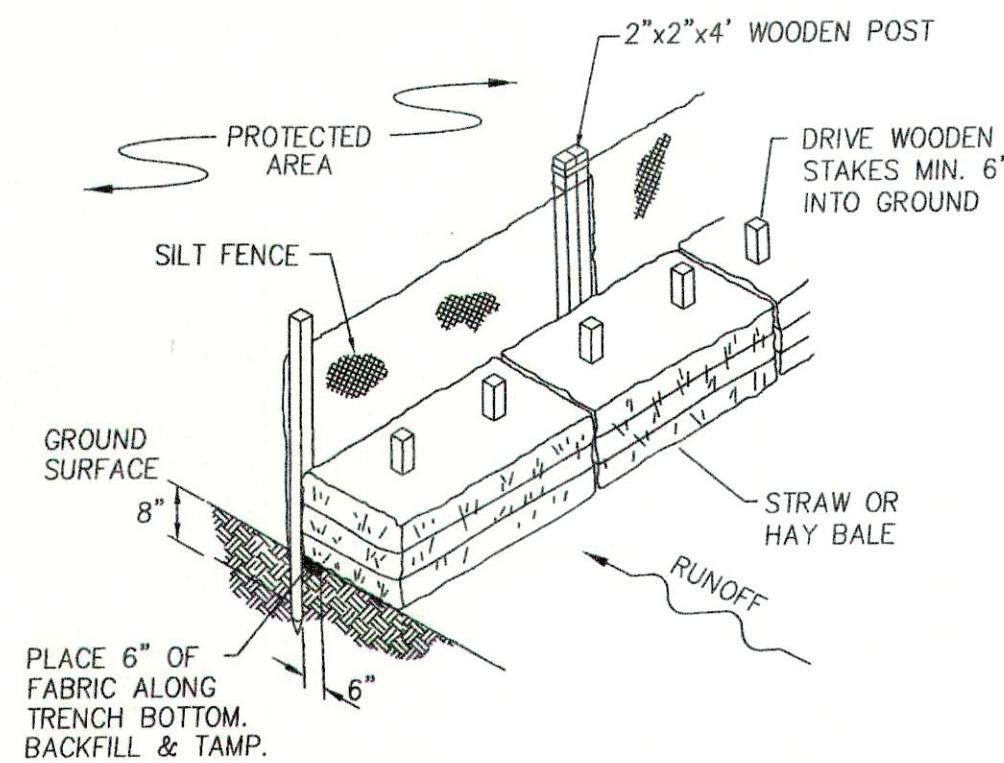 2"x2"x4' WOODEN POST
PROTECTED
AREA
DRIVE WOODEN
STAKES MIN. 6"
INTO GROUND
SILT FENCE
GROUND
SURFACE
8"
STRAW OR
HAY BALE
RUNOFF
PLACE 6" OF
FABRIC ALONG
TRENCH BOTTOM.
BACKFILL & TAMP.
6"